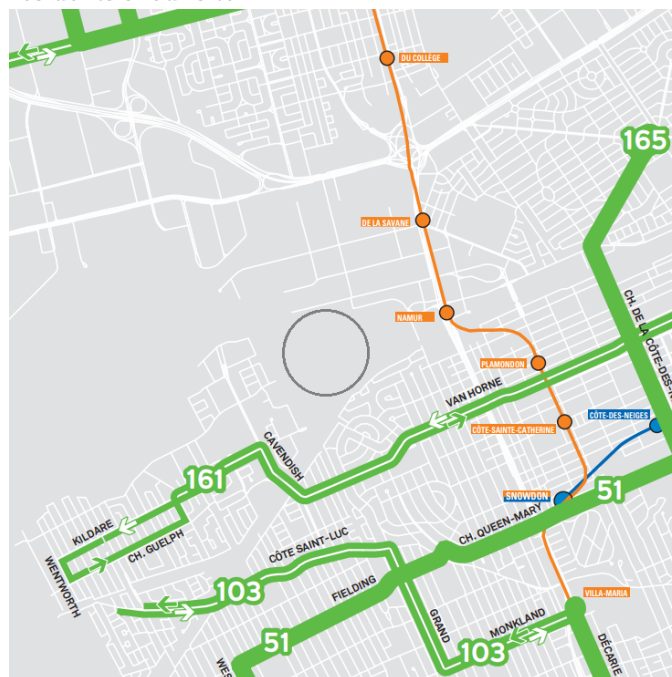 DU COLLÈGE
165
DE LA SAVANE
CH. DE LA CÔTE-DES-N
NAMUR
PLAMONDON
VAN HORNE
CÔTE-DES-NEIGES
CÔTE-SAINTE-CATHERINE
CAVENDISH
161
SNOWDON
51
CH. QUEEN-MARY
KILDARE
CH. GUELPH
WENTWORTH
CÔTE SAINT-LUC
103
FIELDING
VILLA-MARIA
GRAND
MONKLAND
51
103
DÉCARIE
WES